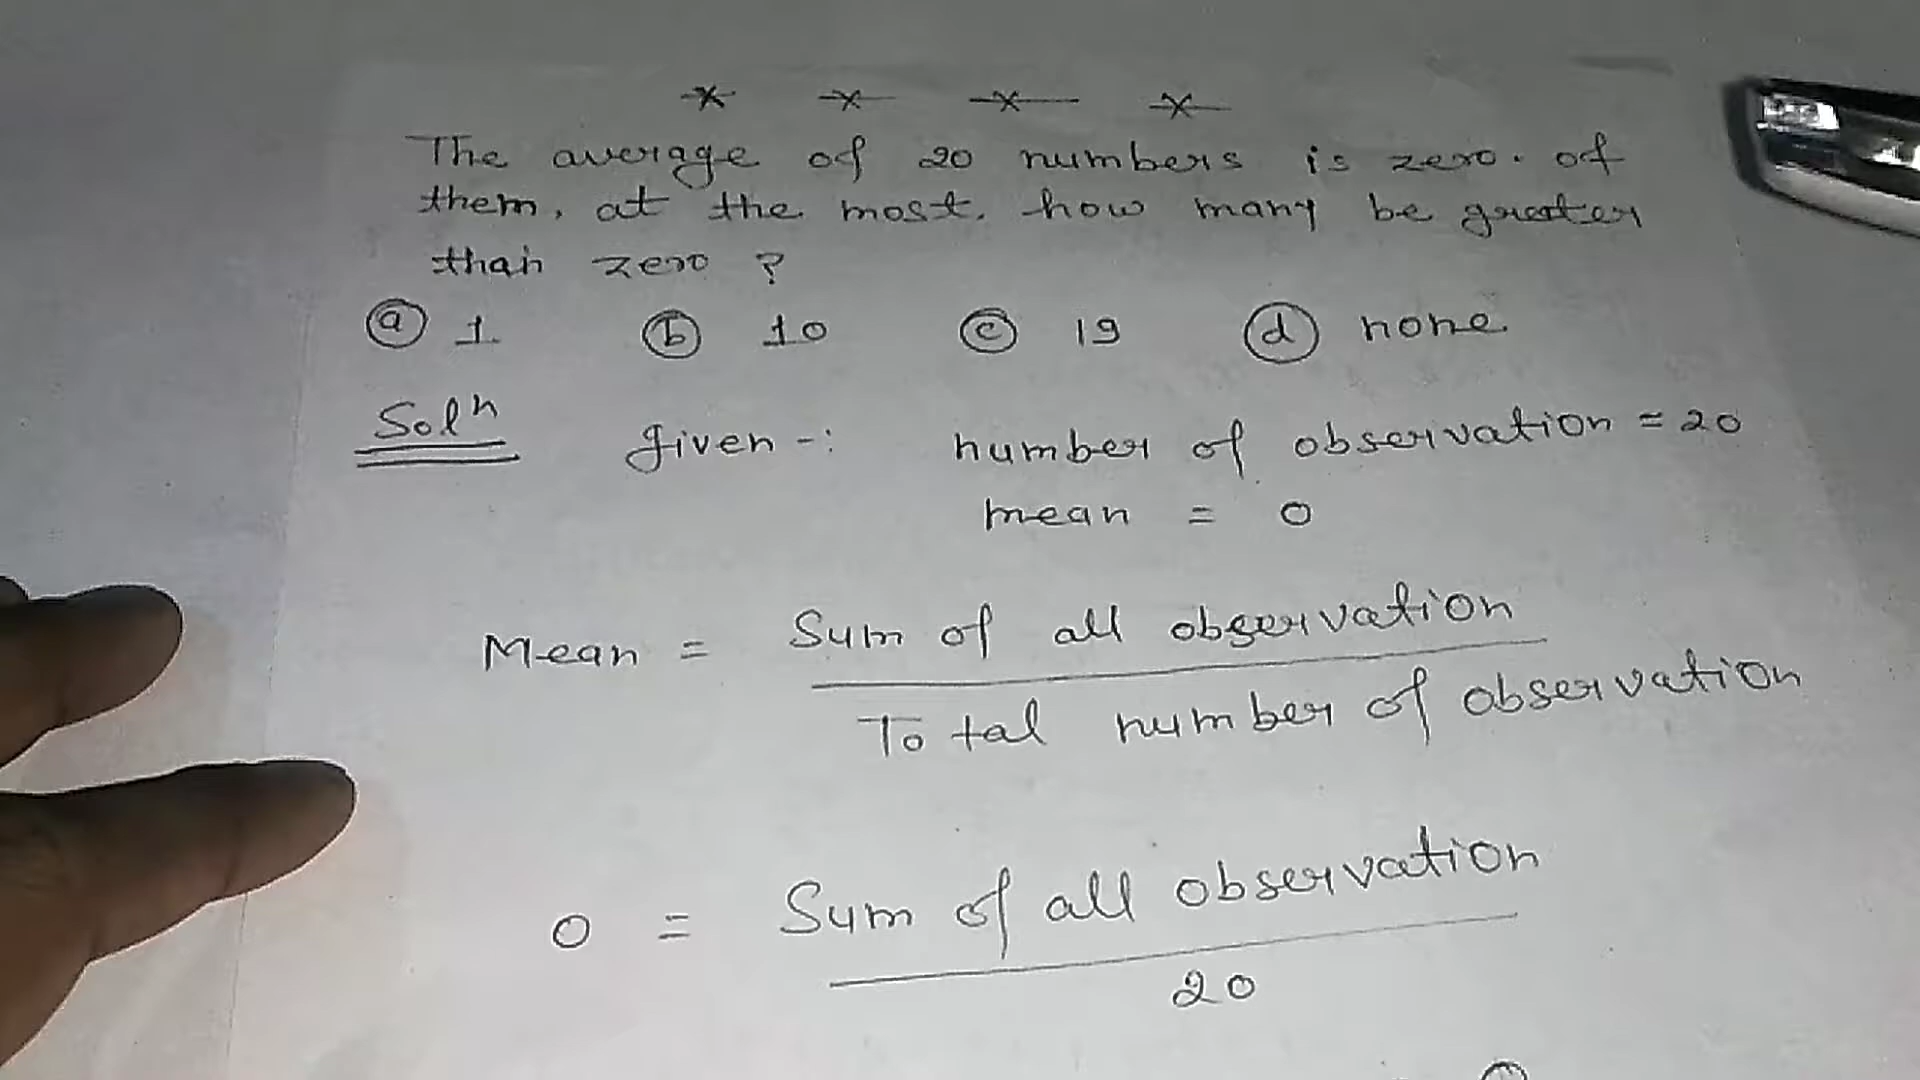 The average of 20 numbers is zero. of
them, at the most, how many be greater
than zero ?
(a) 1 (b) 10 (c) 19 (d) none
Solⁿ given -: number of observation = 20
mean = 0
Mean = Sum of all observation
Total number of observation
0 = Sum of all observation
20